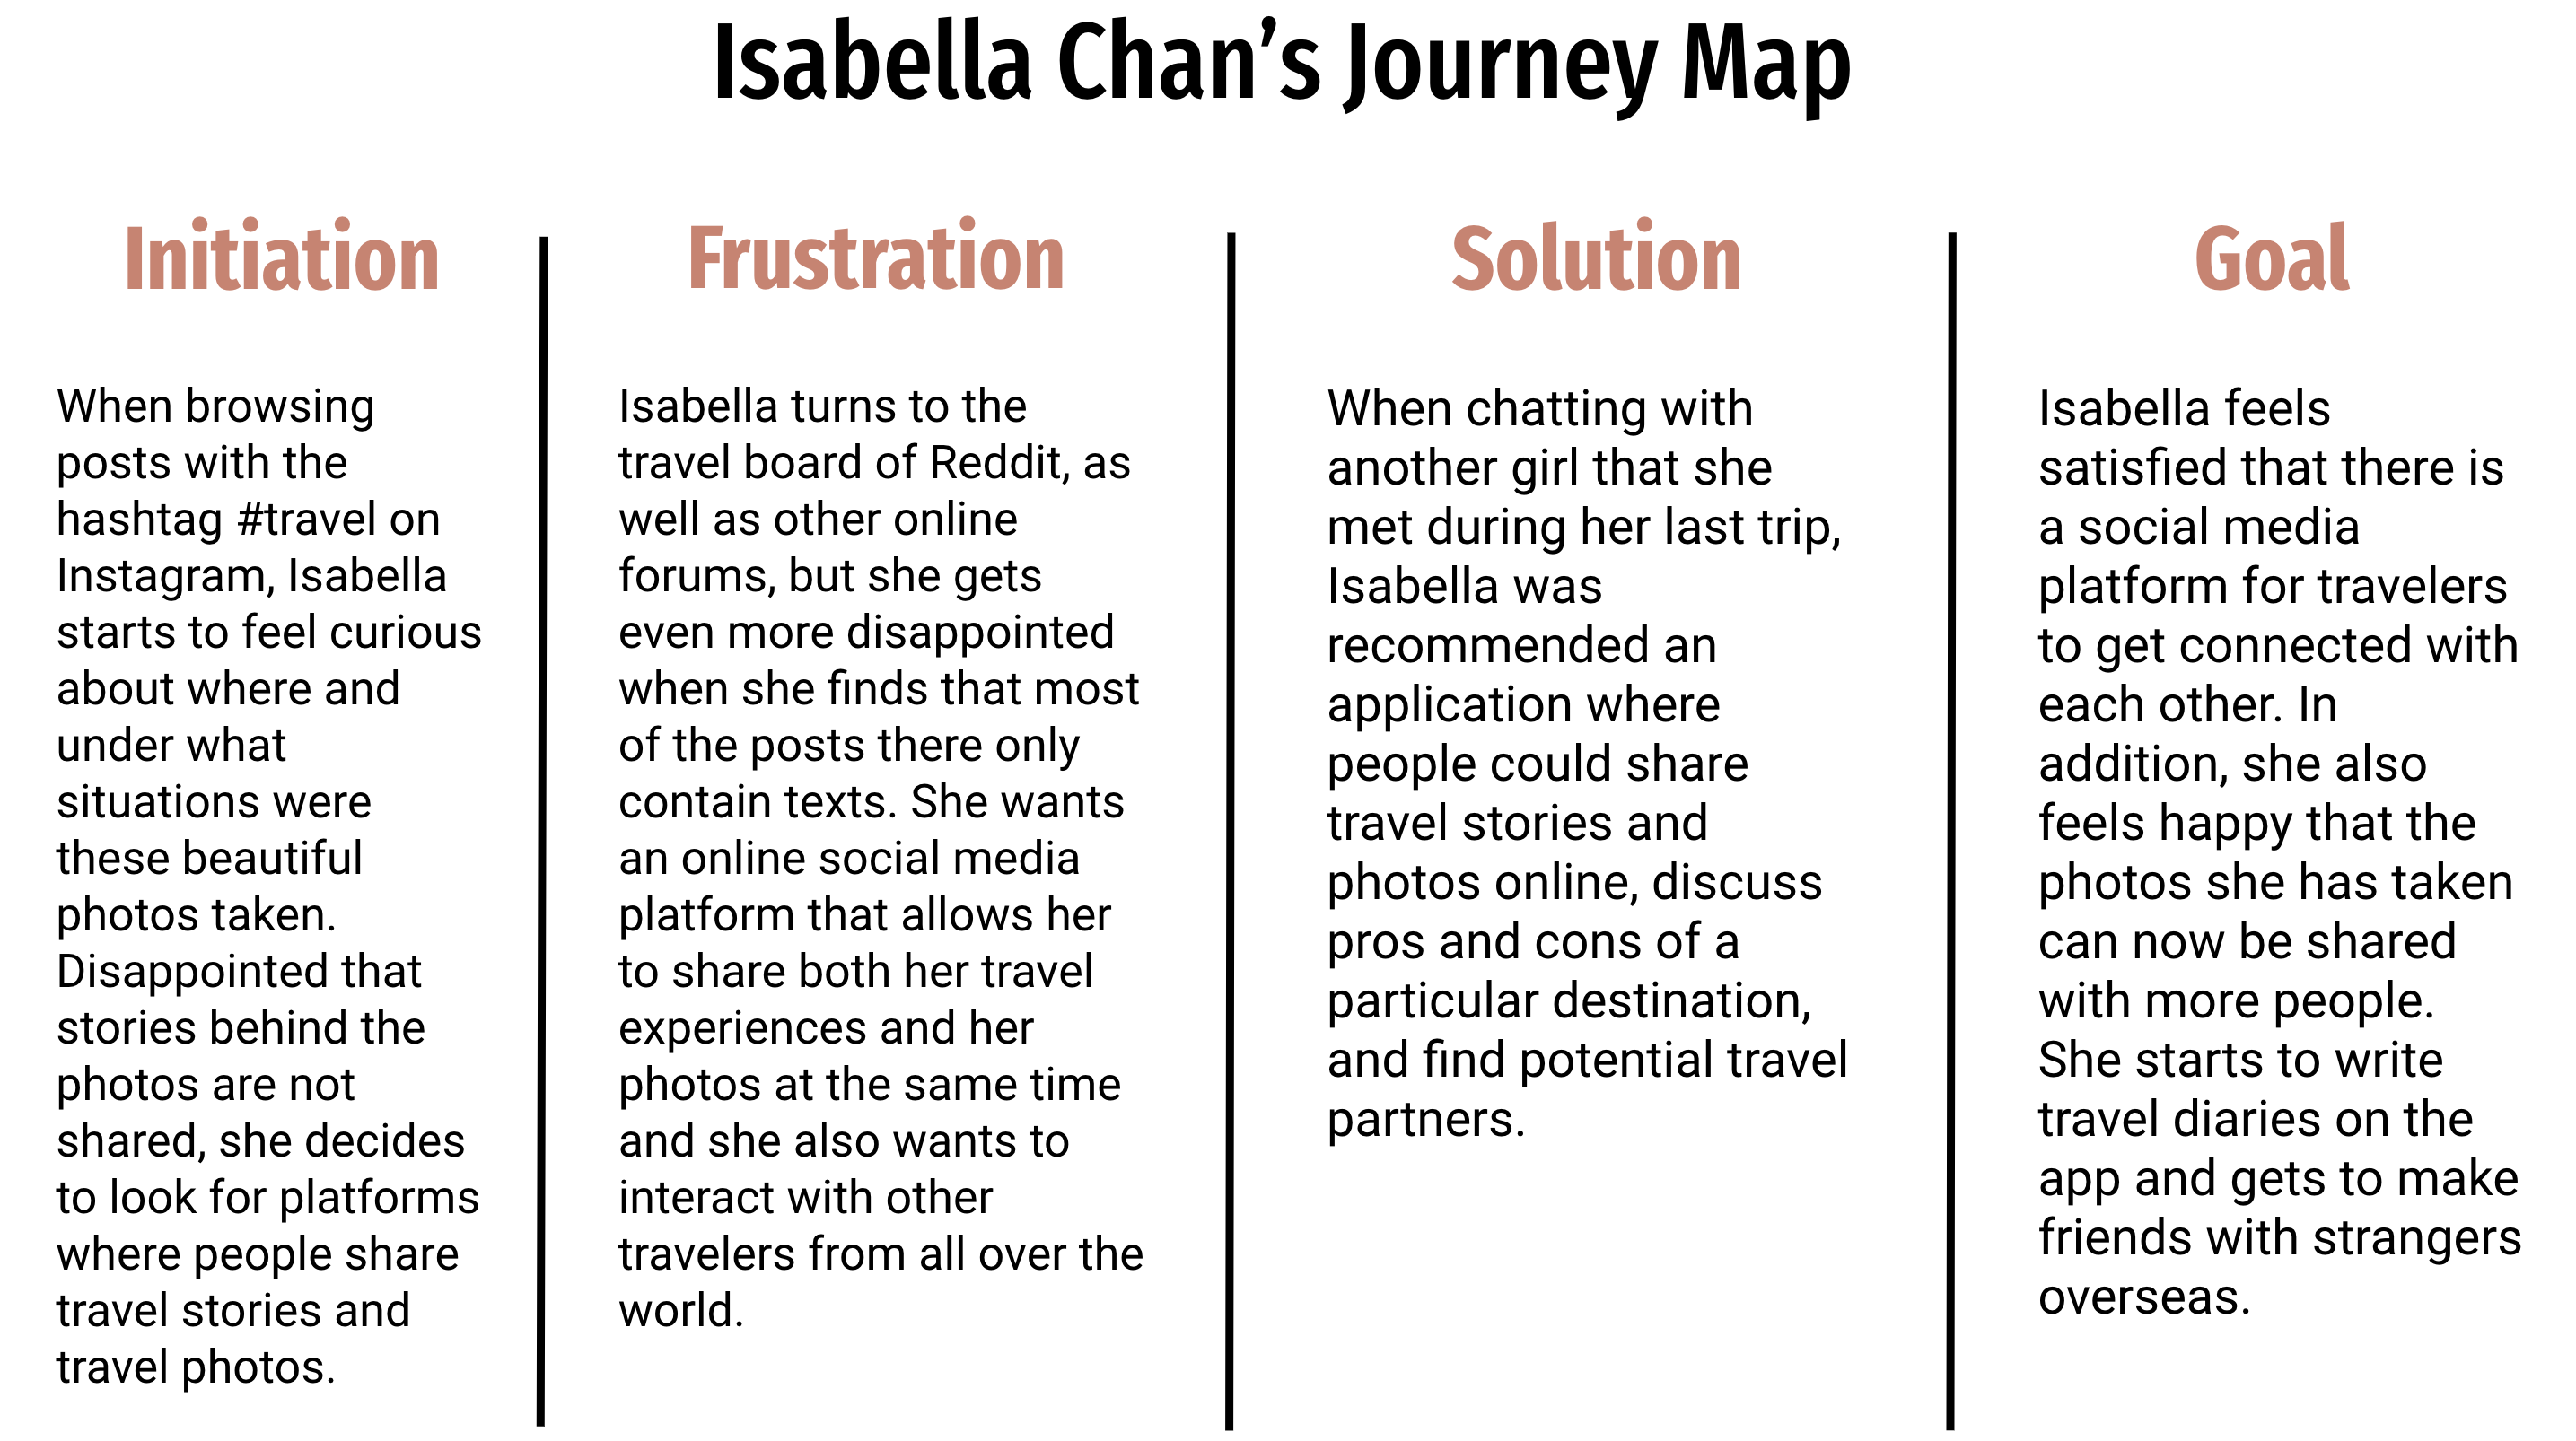 Isabella Chan’s Journey Map
Initiation
When browsing
posts with the
hashtag #travel on
Instagram, Isabella
starts to feel curious
about where and
under what
situations were
these beautiful
photos taken.
Disappointed that
stories behind the
photos are not
shared, she decides
to look for platforms
where people share
travel stories and
travel photos.
Frustration
Isabella turns to the
travel board of Reddit, as
well as other online
forums, but she gets
even more disappointed
when she finds that most
of the posts there only
contain texts. She wants
an online social media
platform that allows her
to share both her travel
experiences and her
photos at the same time
and she also wants to
interact with other
travelers from all over the
world.
Solution
When chatting with
another girl that she
met during her last trip,
Isabella was
recommended an
application where
people could share
travel stories and
photos online, discuss
pros and cons of a
particular destination,
and find potential travel
partners.
Goal
Isabella feels
satisfied that there is
a social media
platform for travelers
to get connected with
each other. In
addition, she also
feels happy that the
photos she has taken
can now be shared
with more people.
She starts to write
travel diaries on the
app and gets to make
friends with strangers
overseas.